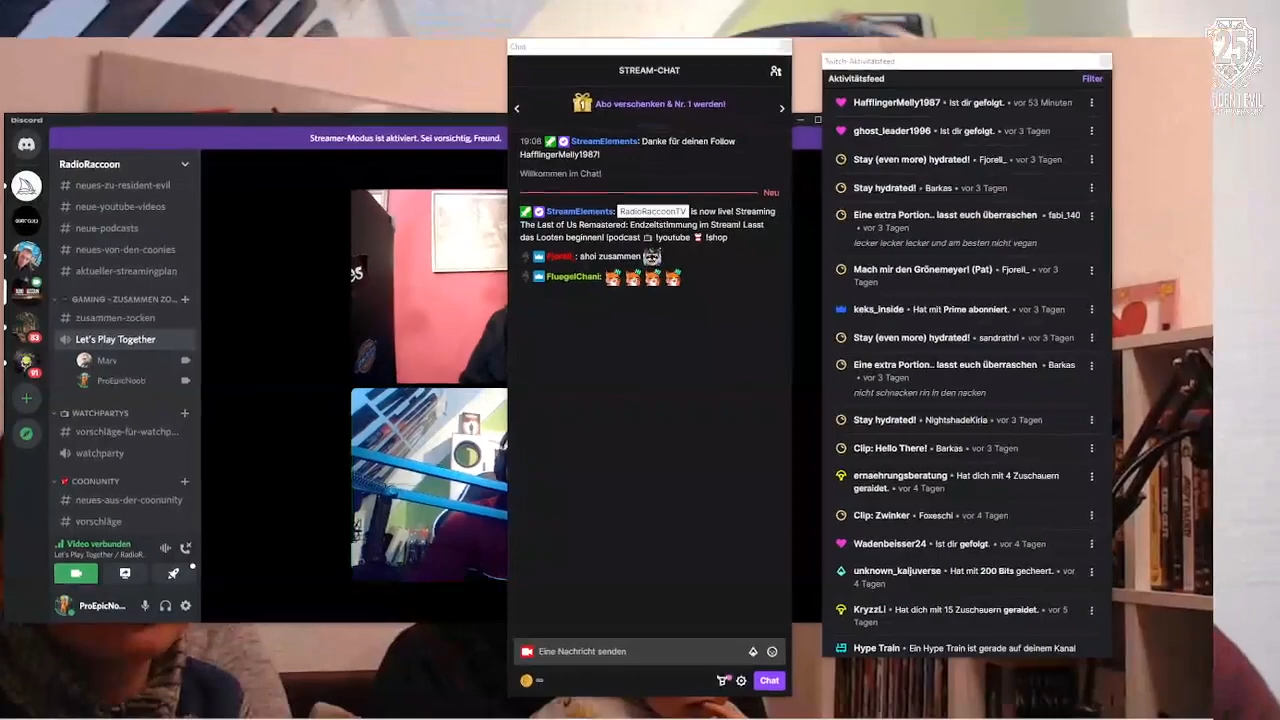 25
Discord
Streamer-Modus ist aktiviert. Sei vorsichtig, Freund.
RadioRaccoon
# neues-zu-resident-evil
# neue-youtube-videos
# neue-podcasts
# neues-von-den-coonies
# aktueller-streamingplan
GAMING - ZUSAMMEN ZO...
# zusammen-zocken
Let's Play Together
Marv
ProEpicNoob
WATCHPARTYS
# vorschläge-für-watchp...
watchparty
COONUNITY
# neues-aus-der-coonunity
# vorschläge
83
91
Video verbunden
Let's Play Together / RadioR.
ProEpicNo...
Chat
STREAM-CHAT
1 Abo verschenken & Nr. 1 werden!
19:08 StreamElements: Danke für deinen Follow
HafflingerMelly1987!
Willkommen im Chat!
Neu
StreamElements: RadioRaccoonTV is now live! Streaming
The Last of Us Remastered: Endzeitstimmung im Stream! Lasst
das Looten beginnen! !podcast !youtube !shop
Fjorell_: ahoi zusammen
FluegelChani:
Eine Nachricht senden
Chat
Twitch-Aktivitätsfeed
Aktivitätsfeed
Filter
HafflingerMelly1987 • Ist dir gefolgt. • vor 53 Minuten
ghost_leader1996 • Ist dir gefolgt. • vor 3 Tagen
Stay (even more) hydrated! • Fjorell_ • vor 3 Tagen
Stay hydrated! • Barkas • vor 3 Tagen
Eine extra Portion.. lasst euch überraschen • fabi_140
• vor 3 Tagen
lecker lecker lecker und am besten nicht vegan
Mach mir den Grönemeyer! (Pat) • Fjorell_ • vor 3
Tagen
keks_inside • Hat mit Prime abonniert. • vor 3 Tagen
Stay (even more) hydrated! • sandrathri • vor 3 Tagen
Eine extra Portion.. lasst euch überraschen • Barkas
• vor 3 Tagen
nicht schnacken rin in den nacken
Stay hydrated! • NightshadeKiria • vor 3 Tagen
Clip: Hello There! • Barkas • vor 3 Tagen
ernaehrungsberatung • Hat dich mit 4 Zuschauern
geraidet. • vor 4 Tagen
Clip: Zwinker • Foxeschi • vor 4 Tagen
Wadenbeisser24 • Ist dir gefolgt. • vor 4 Tagen
unknown_kaijuverse • Hat mit 200 Bits gecheert. • vor
4 Tagen
KryzzLi • Hat dich mit 15 Zuschauern geraidet. • vor 5
Tagen
Hype Train • Ein Hype Train ist gerade auf deinem Kanal